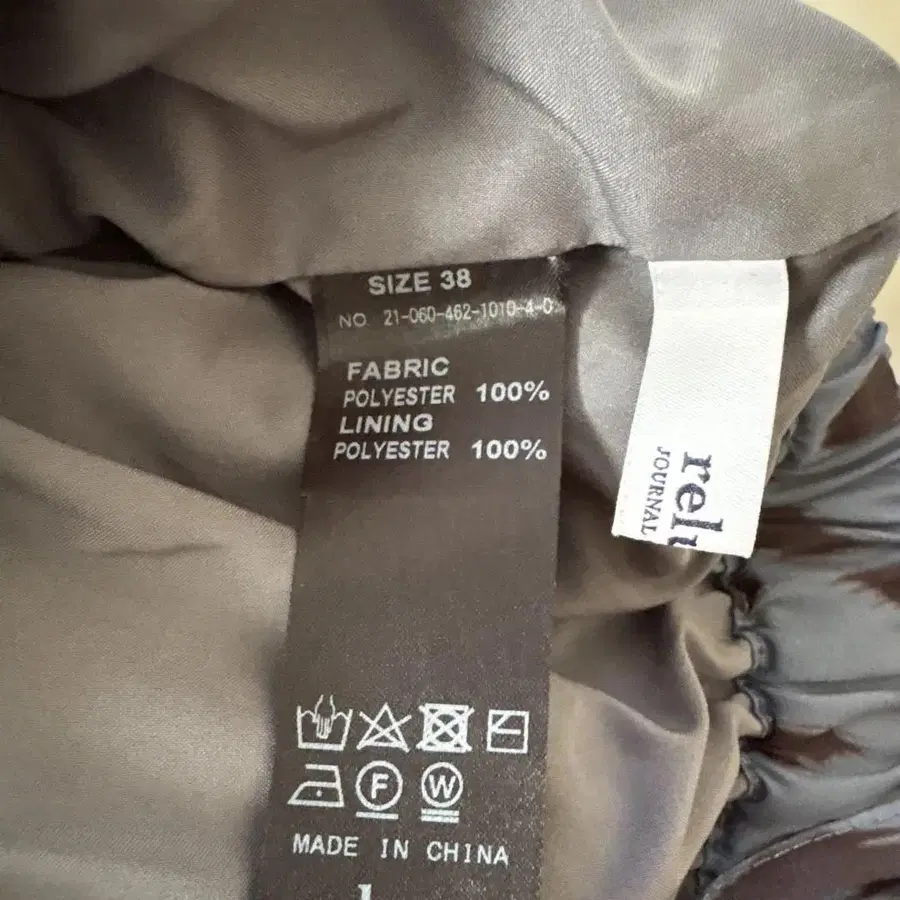 SIZE 38
NO. 21-060-462-1010-4-0
FABRIC
POLYESTER 100%
LINING
POLYESTER 100%
F W
MADE IN CHINA
JOURNAL